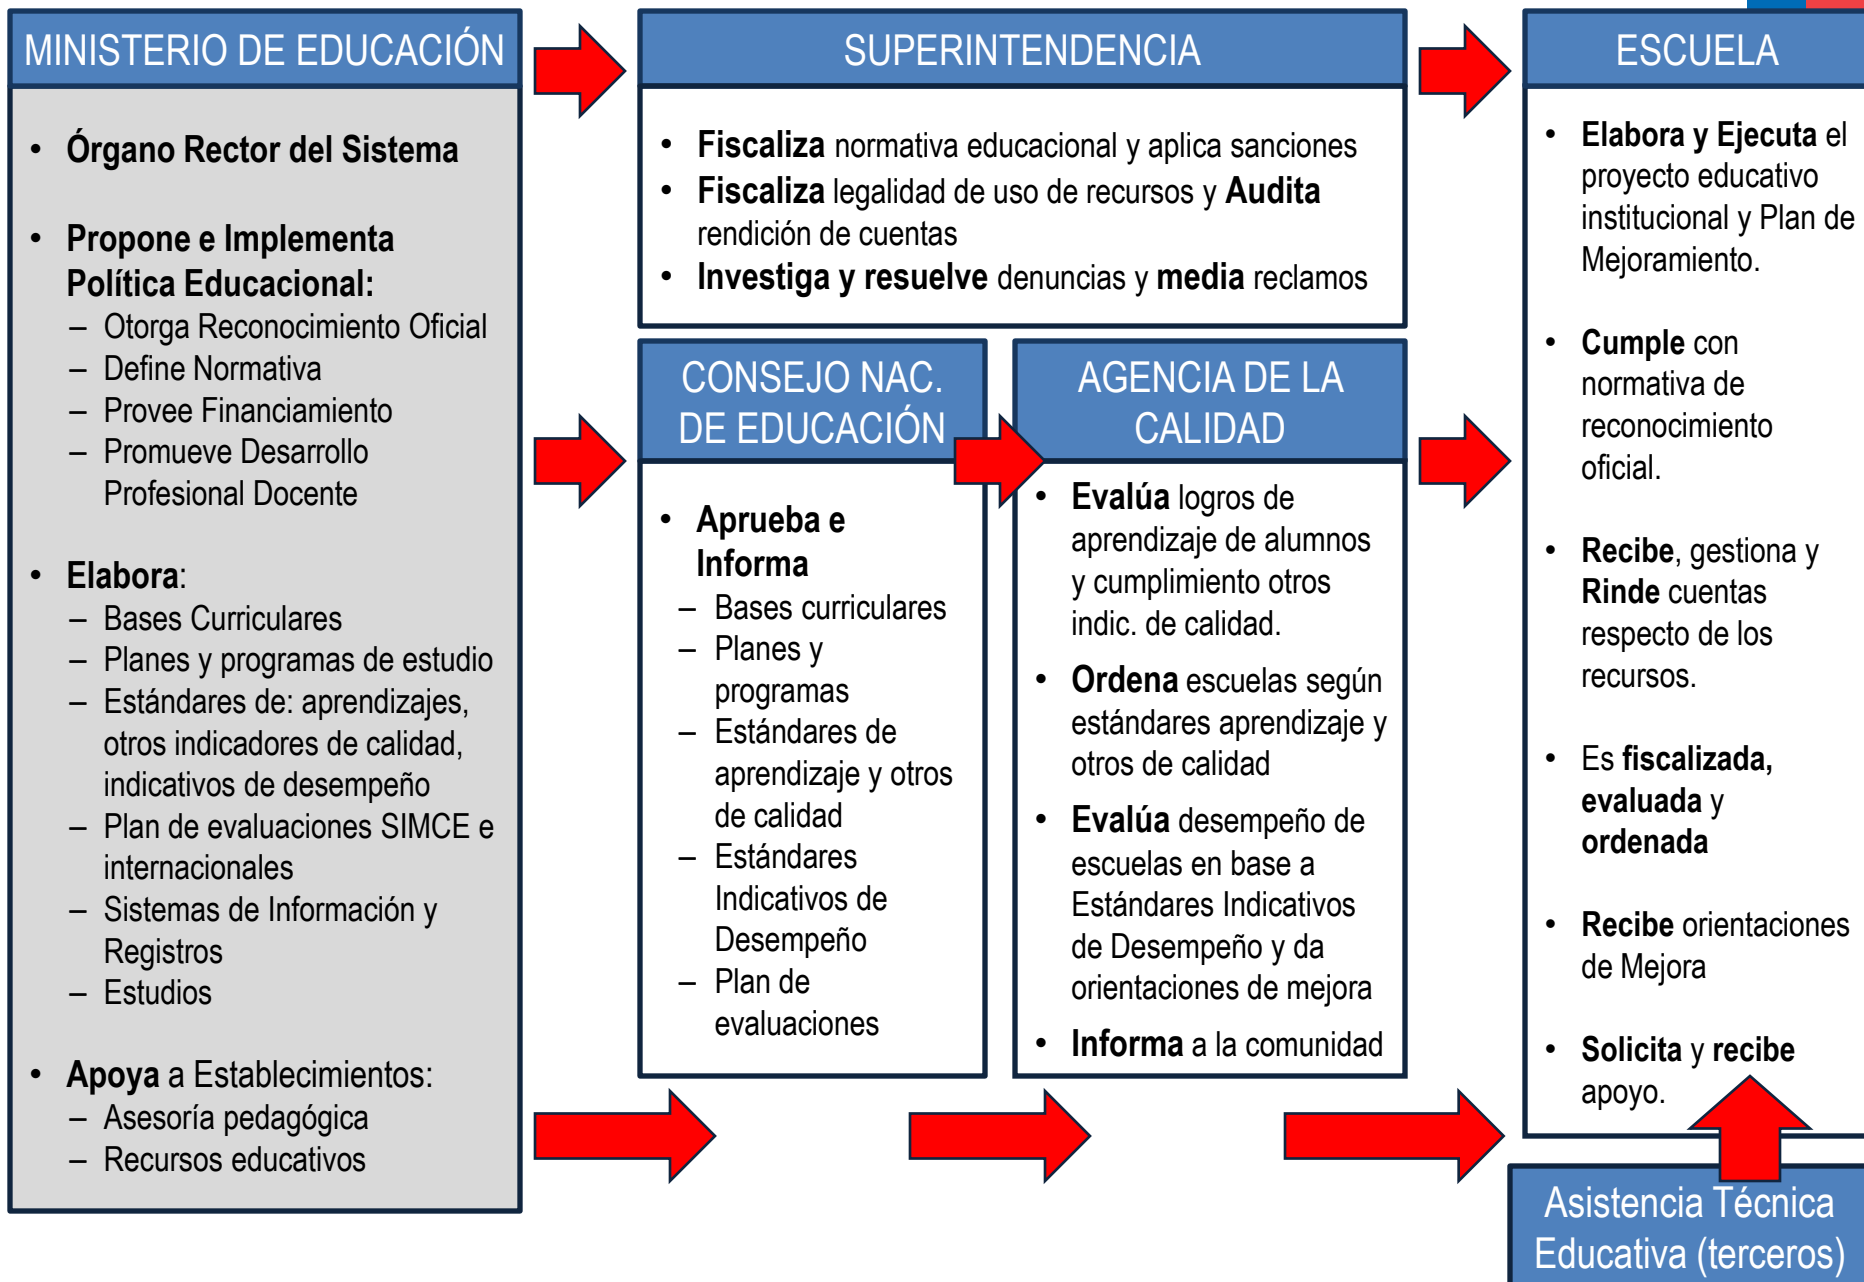 MINISTERIO DE EDUCACIÓN
• Órgano Rector del Sistema
• Propone e Implementa
Política Educacional:
– Otorga Reconocimiento Oficial
– Define Normativa
– Provee Financiamiento
– Promueve Desarrollo
Profesional Docente
• Elabora:
– Bases Curriculares
– Planes y programas de estudio
– Estándares de: aprendizajes,
otros indicadores de calidad,
indicativos de desempeño
– Plan de evaluaciones SIMCE e
internacionales
– Sistemas de Información y
Registros
– Estudios
• Apoya a Establecimientos:
– Asesoría pedagógica
– Recursos educativos
SUPERINTENDENCIA
• Fiscaliza normativa educacional y aplica sanciones
• Fiscaliza legalidad de uso de recursos y Audita
rendición de cuentas
• Investiga y resuelve denuncias y media reclamos
CONSEJO NAC.
DE EDUCACIÓN
• Aprueba e
Informa
– Bases curriculares
– Planes y
programas
– Estándares de
aprendizaje y otros
de calidad
– Estándares
Indicativos de
Desempeño
– Plan de
evaluaciones
AGENCIA DE LA
CALIDAD
• Evalúa logros de
aprendizaje de alumnos
y cumplimiento otros
indic. de calidad.
• Ordena escuelas según
estándares aprendizaje y
otros de calidad
• Evalúa desempeño de
escuelas en base a
Estándares Indicativos
de Desempeño y da
orientaciones de mejora
• Informa a la comunidad
ESCUELA
• Elabora y Ejecuta el
proyecto educativo
institucional y Plan de
Mejoramiento.
• Cumple con
normativa de
reconocimiento
oficial.
• Recibe, gestiona y
Rinde cuentas
respecto de los
recursos.
• Es fiscalizada,
evaluada y
ordenada
• Recibe orientaciones
de Mejora
• Solicita y recibe
apoyo.
Asistencia Técnica
Educativa (terceros)